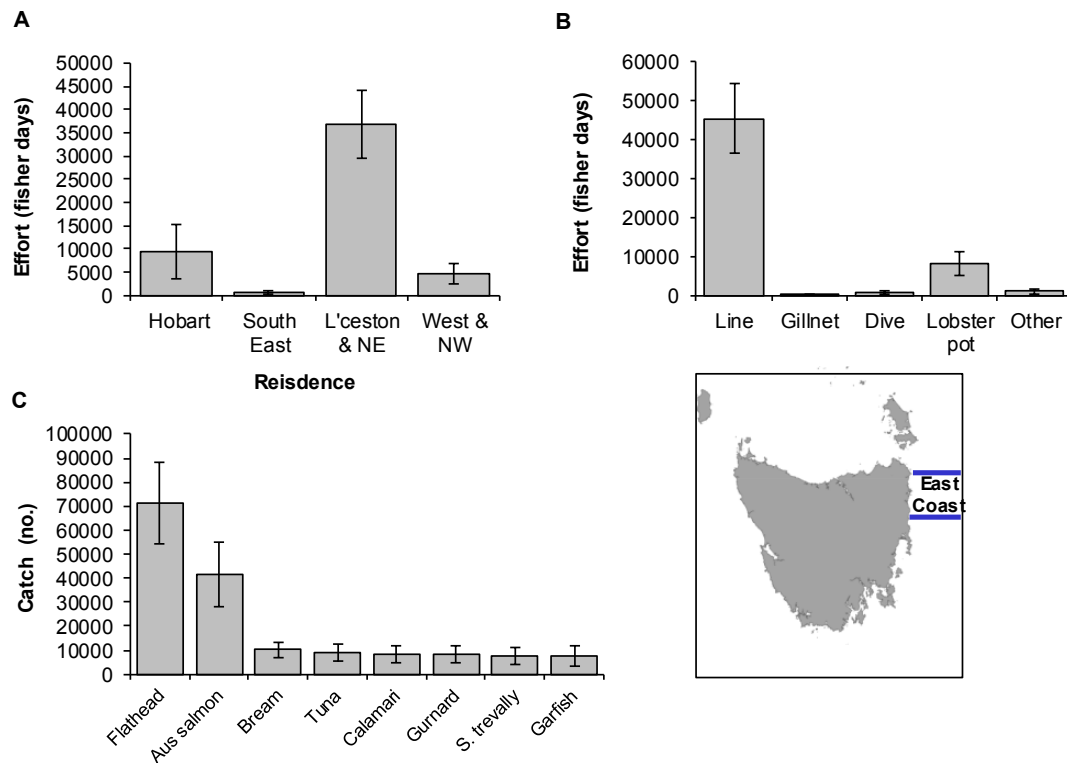 A
Effort (fisher days)
50000
45000
40000
35000
30000
25000
20000
15000
10000
5000
0
Hobart
South
East
L'ceston
& NE
West &
NW
Reisdence
B
Effort (fisher days)
60000
50000
40000
30000
20000
10000
0
Line
Gillnet
Dive
Lobster
pot
Other
C
Catch (no.)
100000
90000
80000
70000
60000
50000
40000
30000
20000
10000
0
Flathead
Aus salmon
Bream
Tuna
Calamari
Gurnard
S. trevally
Garfish
East
Coast